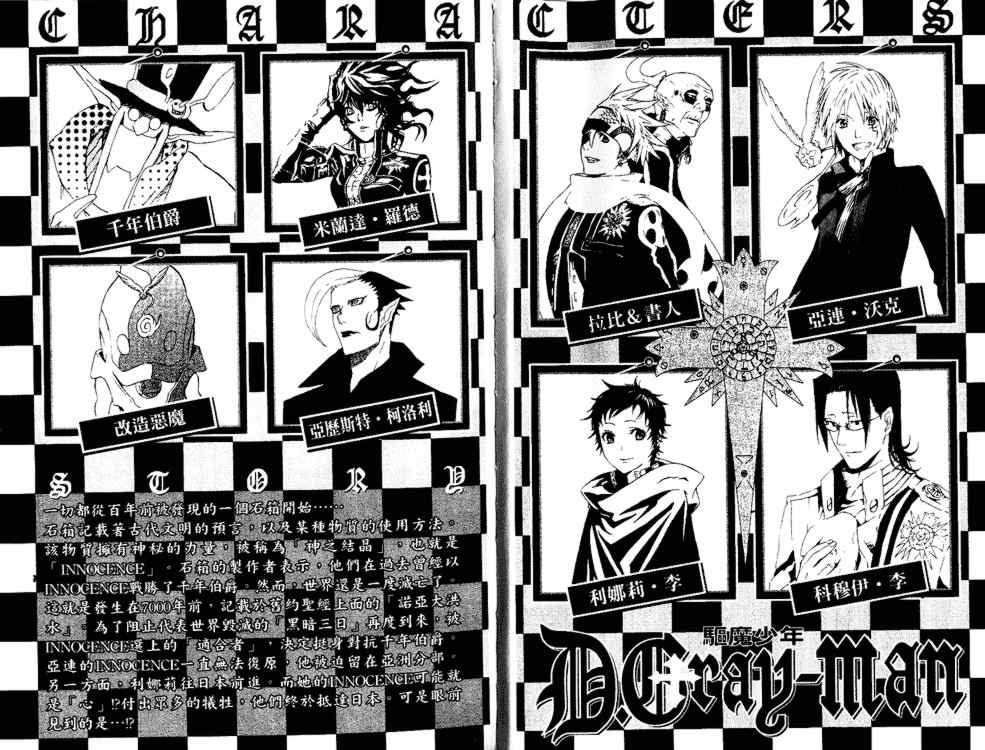 CHARACTERS
千年伯爵
米蘭達・羅德
拉比&書人
亞連・沃克
改造惡魔
亞歷斯特・柯洛利
利娜莉・李
科穆伊・李
STORY
一切都從百年前被發現的一個石箱開始……
石箱記載著古代文明的預言，以及某種物質的使用方法。
該物質擁有神秘的力量，被稱為「神之結晶」，也就是
「INNOCENCE」。石箱的製作者表示，他們在過去曾經以
INNOCENCE戰勝了千年伯爵。然而，世界還是一度滅亡了。
這就是發生在7000年前，記載於舊約聖經上面的「諾亞大洪
水」。為了阻止代表世界毀滅的「黑暗三日」再度到來，被
INNOCENCE選上的「適合者」，決定挺身對抗千年伯爵。
亞連的INNOCENCE一直無法復原，他被迫留在亞洲分部。
另一方面，利娜莉往日本前進。而她的INNOCENCE可能就
是「心」!?付出眾多的犧牲，他們終於抵達日本。可是眼前
見到的是…!?
驅魔少年
D.Gray-man